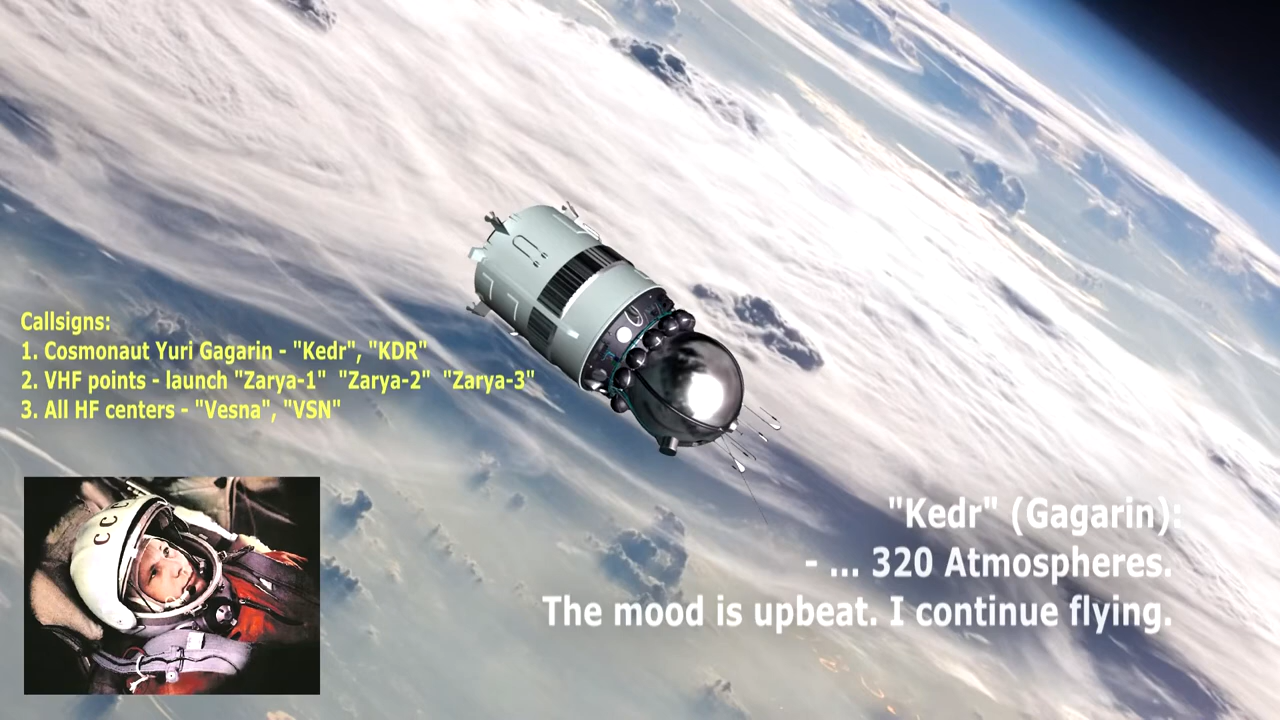 Callsigns:
1. Cosmonaut Yuri Gagarin - "Kedr", "KDR"
2. VHF points - launch "Zarya-1" "Zarya-2" "Zarya-3"
3. All HF centers - "Vesna", "VSN"
СС
"Kedr" (Gagarin):
- ... 320 Atmospheres.
The mood is upbeat. I continue flying.